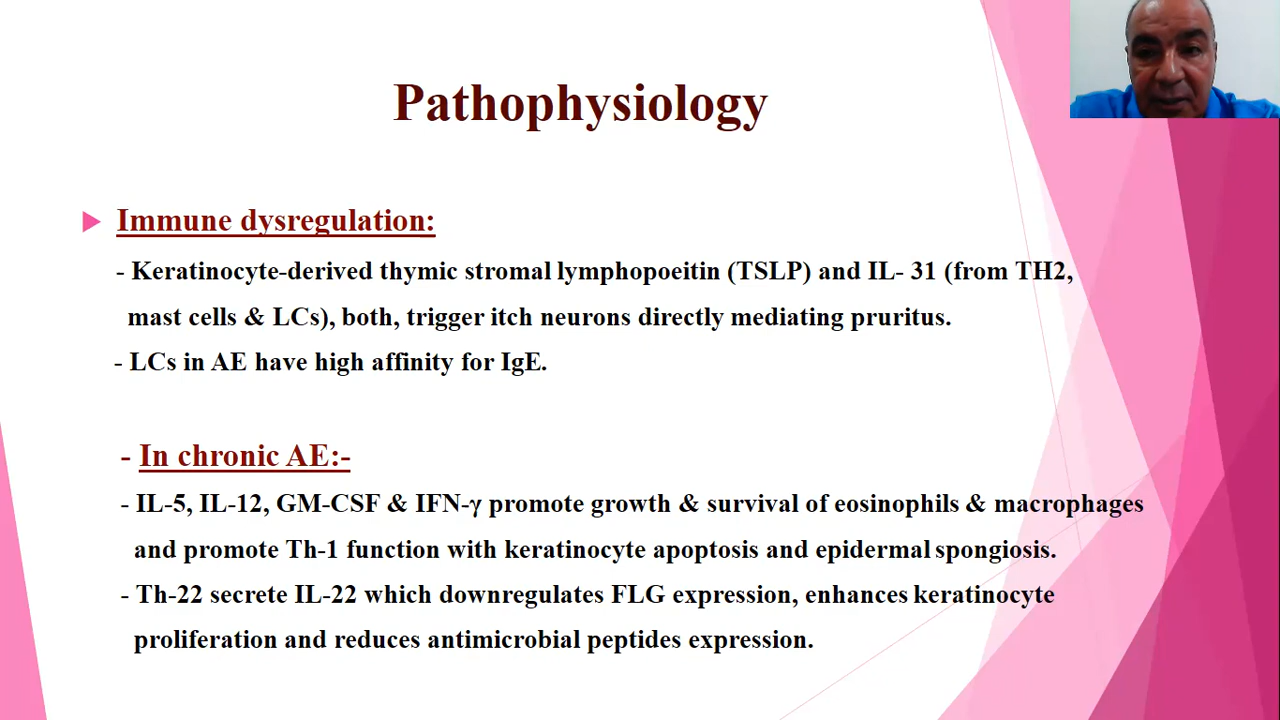 Pathophysiology
Immune dysregulation:
- Keratinocyte-derived thymic stromal lymphopoeitin (TSLP) and IL- 31 (from TH2,
mast cells & LCs), both, trigger itch neurons directly mediating pruritus.
- LCs in AE have high affinity for IgE.
- In chronic AE:-
- IL-5, IL-12, GM-CSF & IFN-γ promote growth & survival of eosinophils & macrophages
and promote Th-1 function with keratinocyte apoptosis and epidermal spongiosis.
- Th-22 secrete IL-22 which downregulates FLG expression, enhances keratinocyte
proliferation and reduces antimicrobial peptides expression.